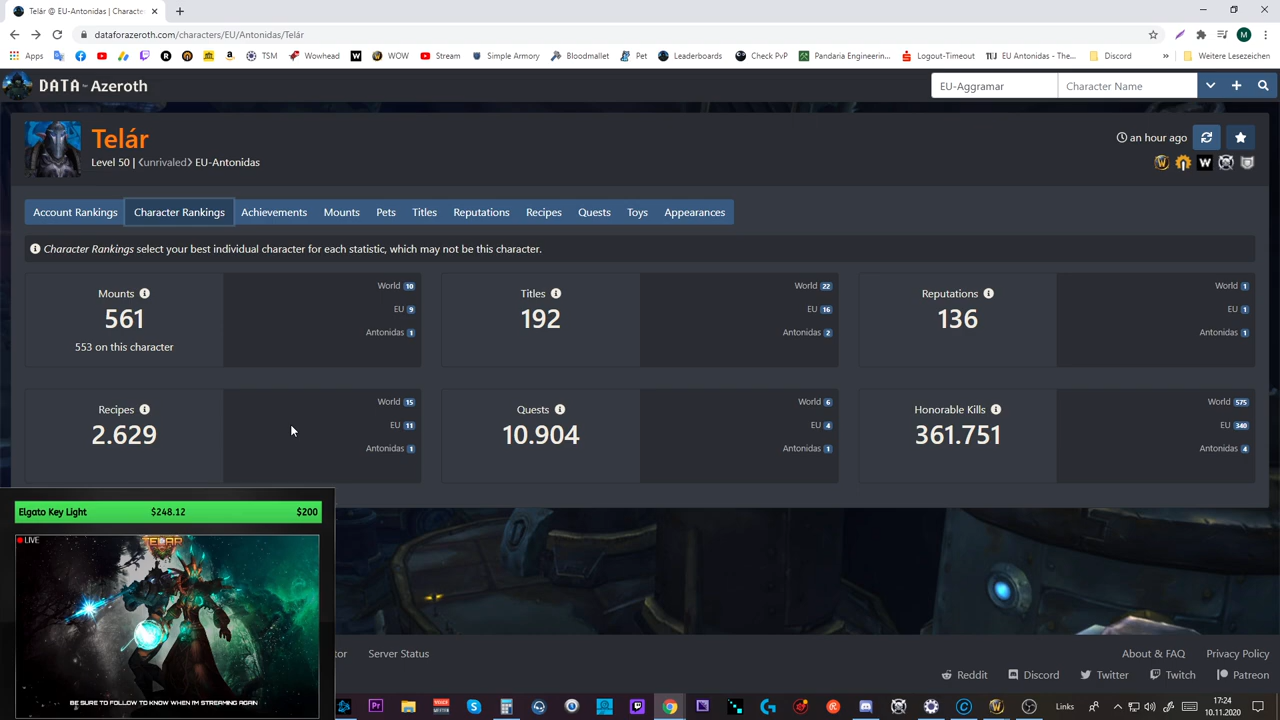 Telár @ EU-Antonidas | Characte
dataforazeroth.com/characters/EU/Antonidas/Telár
M
Apps
TSM
Wowhead
WOW
Stream
Simple Armory
Bloodmallet
Pet
Leaderboards
Check PvP
Pandaria Engineerin...
Logout-Timeout
EU Antonidas - The...
Discord
»
Weitere Lesezeichen
DATA for Azeroth
EU-Aggramar
Character Name
Telár
an hour ago
Level 50 | <unrivaled> EU-Antonidas
Account Rankings
Character Rankings
Achievements
Mounts
Pets
Titles
Reputations
Recipes
Quests
Toys
Appearances
Character Rankings select your best individual character for each statistic, which may not be this character.
Mounts
561
553 on this character
World 10
EU 9
Antonidas 1
Titles
192
World 22
EU 16
Antonidas 2
Reputations
136
World 1
EU 1
Antonidas 1
Recipes
2.629
World 15
EU 11
Antonidas 1
Quests
10.904
World 6
EU 4
Antonidas 1
Honorable Kills
361.751
World 575
EU 340
Antonidas 4
Elgato Key Light $248.12 $200
LIVE
TELAR
BE SURE TO FOLLOW TO KNOW WHEN I'M STREAMING AGAIN
tor
Server Status
About & FAQ
Privacy Policy
Reddit
Discord
Twitter
Twitch
Patreon
Links
17:24
10.11.2020